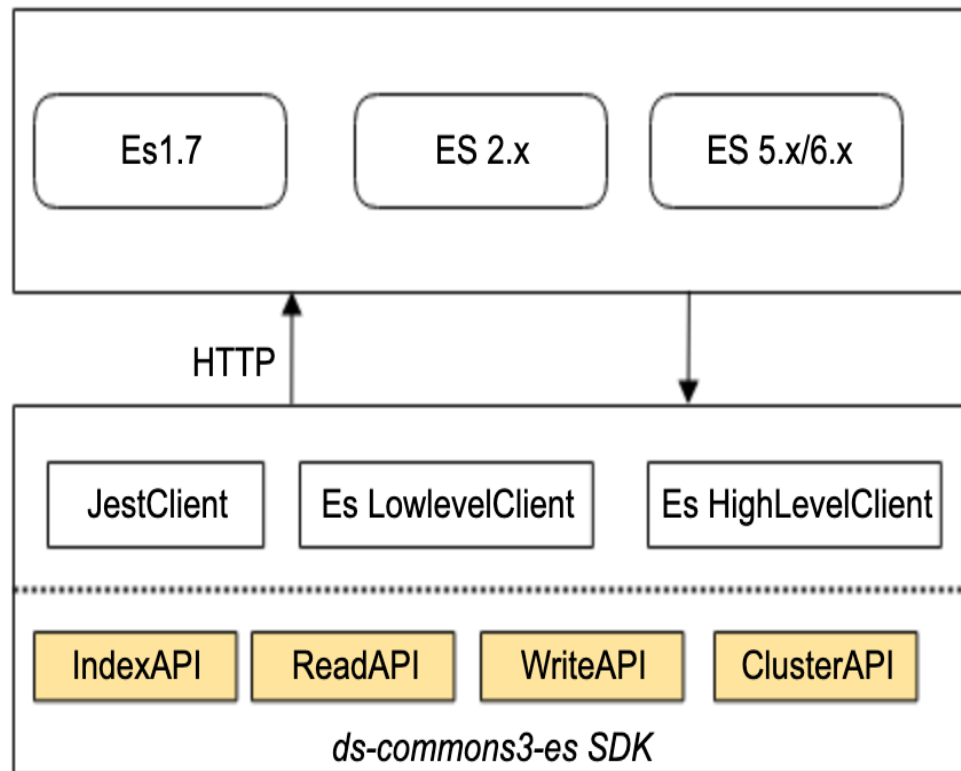 Es1.7
ES 2.x
ES 5.x/6.x
HTTP
JestClient
Es LowlevelClient
Es HighLevelClient
IndexAPI
ReadAPI
WriteAPI
ClusterAPI
ds-commons3-es SDK